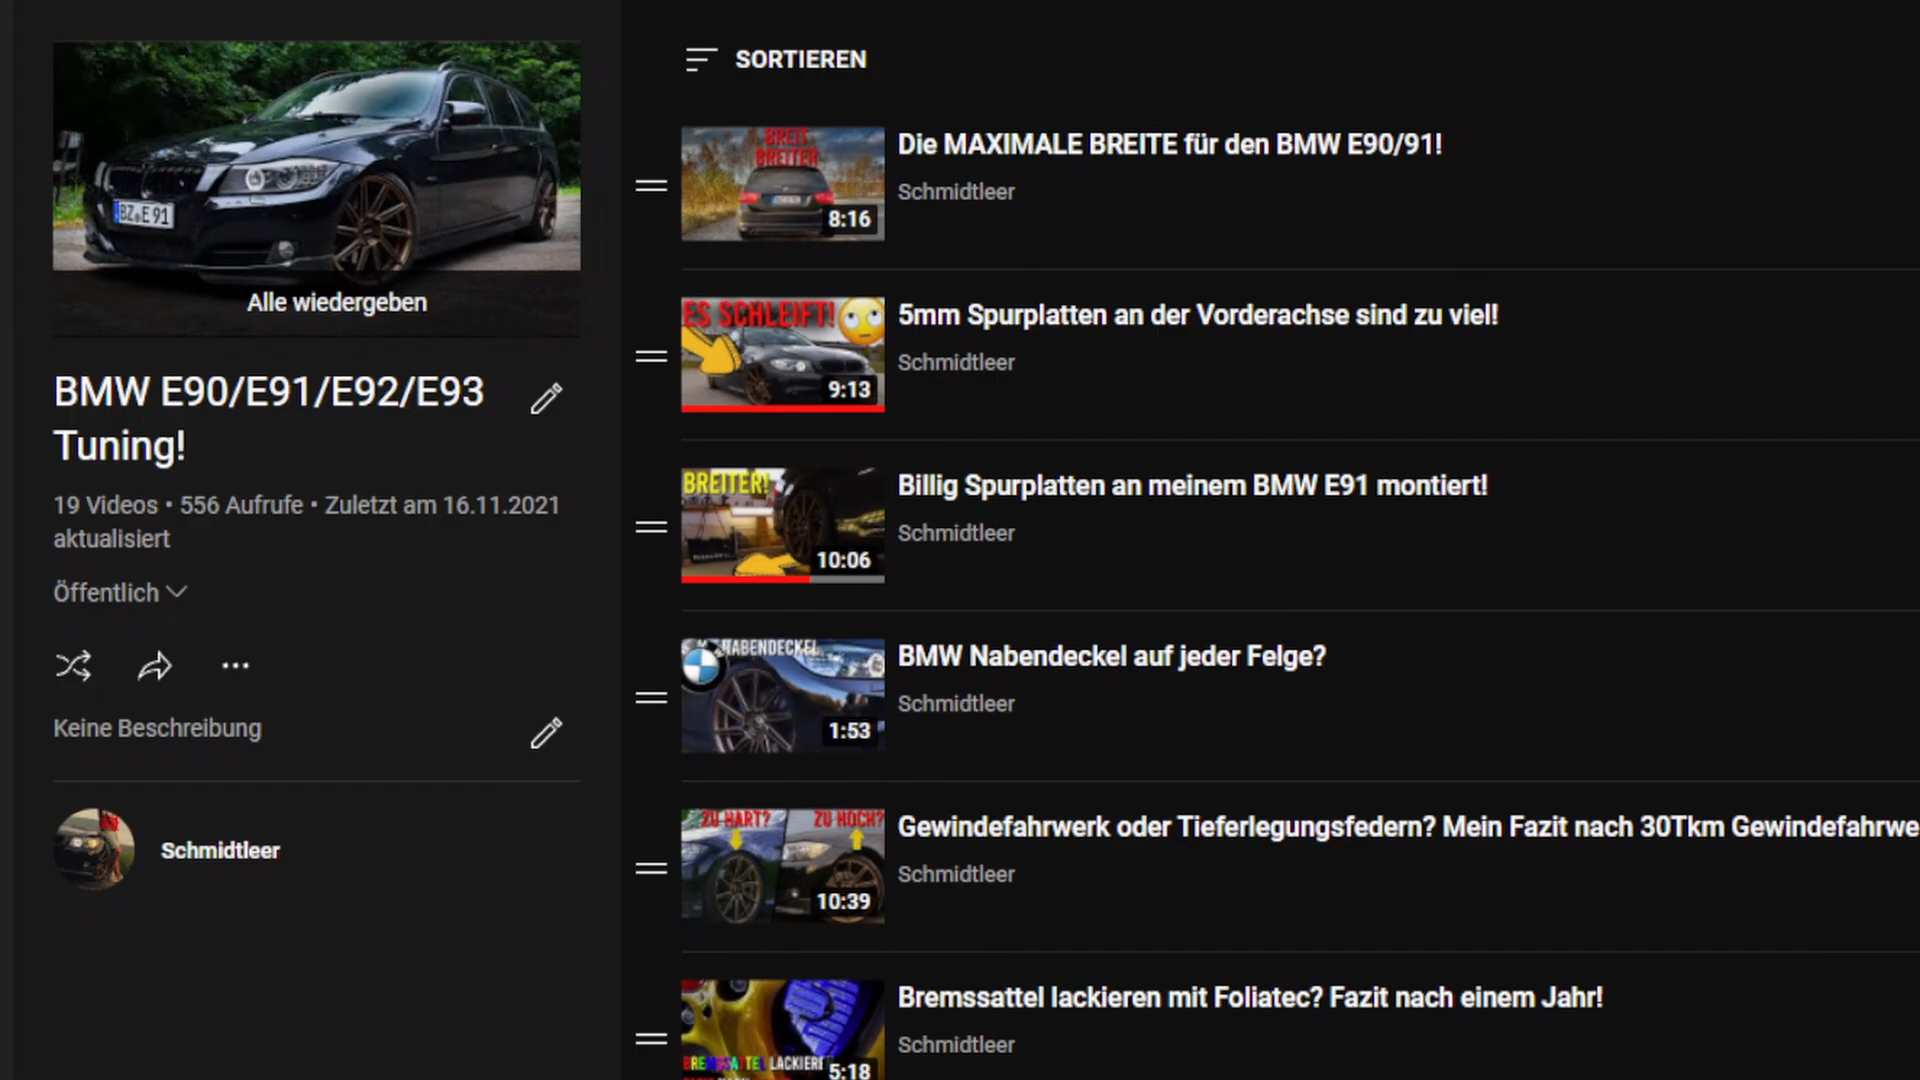 BZ E 91
Alle wiedergeben
BMW E90/E91/E92/E93
Tuning!
19 Videos • 556 Aufrufe • Zuletzt am 16.11.2021
aktualisiert
Öffentlich
Keine Beschreibung
Schmidtleer
SORTIEREN
BREIT
BREITER
8:16
Die MAXIMALE BREITE für den BMW E90/91!
Schmidtleer
ES SCHLEIFT!
9:13
5mm Spurplatten an der Vorderachse sind zu viel!
Schmidtleer
BREITER!
10:06
Billig Spurplatten an meinem BMW E91 montiert!
Schmidtleer
NABENDECKEL
1:53
BMW Nabendeckel auf jeder Felge?
Schmidtleer
ZU HART?
ZU HOCH?
10:39
Gewindefahrwerk oder Tieferlegungsfedern? Mein Fazit nach 30Tkm Gewindefahrwe
Schmidtleer
BREMSSATTEL LACKIERE
5:18
Bremssattel lackieren mit Foliatec? Fazit nach einem Jahr!
Schmidtleer